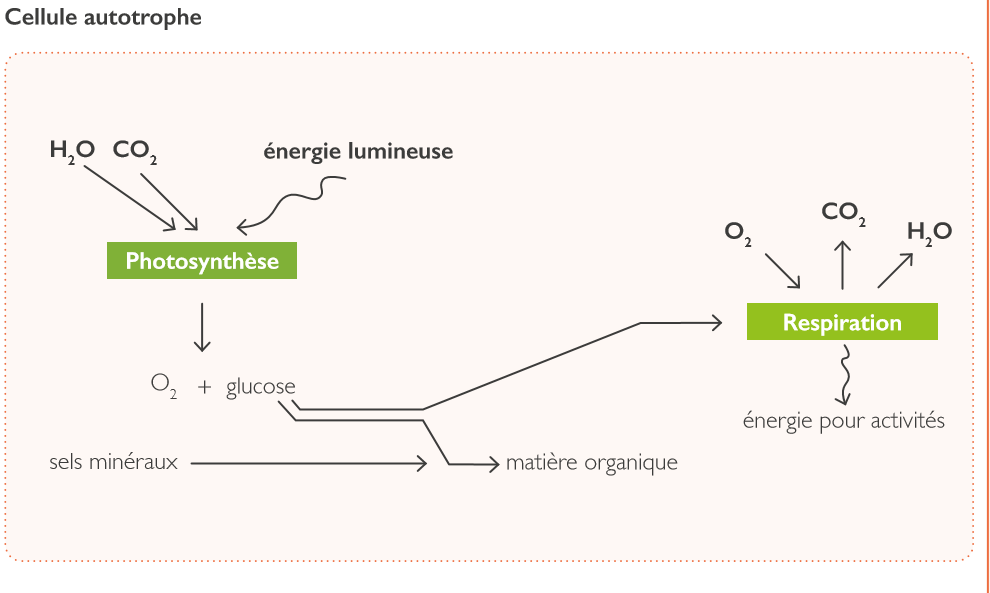 Cellule autotrophe
H₂O CO₂
énergie lumineuse
Photosynthèse
O₂ + glucose
sels minéraux
matière organique
O₂
CO₂
H₂O
Respiration
énergie pour activités